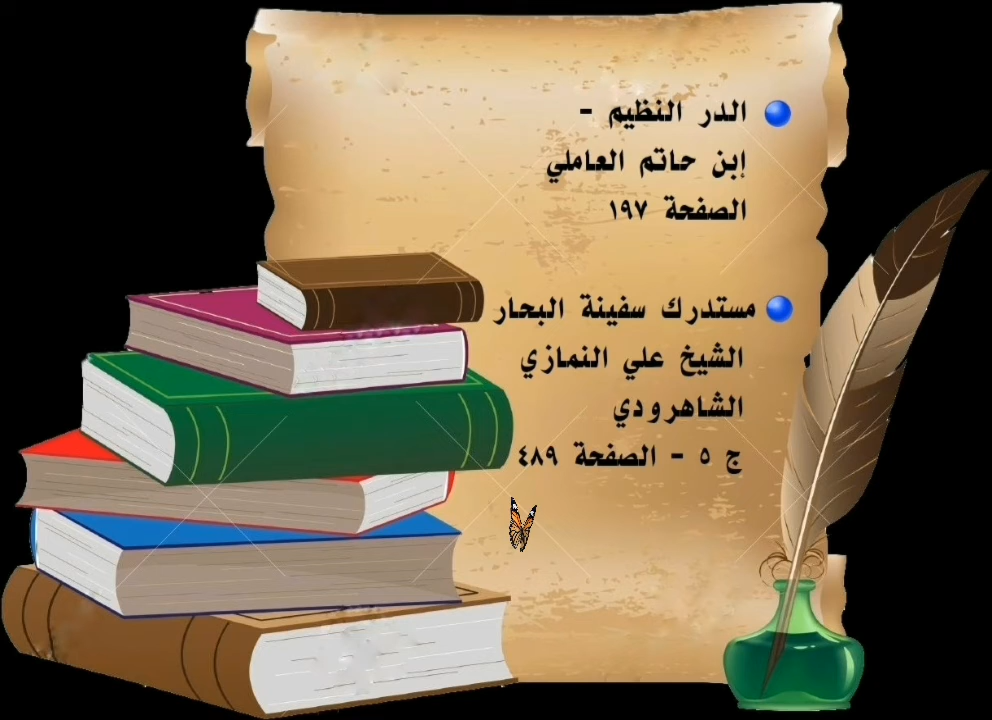 الدر النظيم -
إبن حاتم العاملي
الصفحة ١٩٧
مستدرك سفينة البحار
الشيخ علي النمازي
الشاهرودي
ج ٥ - الصفحة ٤٨٩